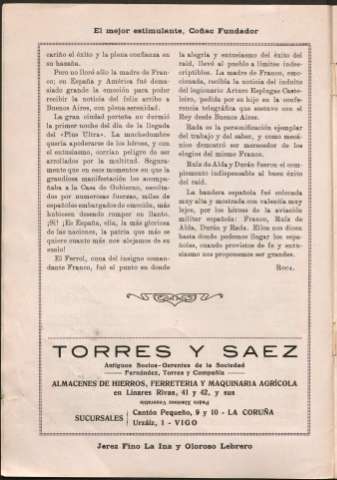 El mejor estimulante, Coñac Fundador
cariño el éxito y la plena confianza en
su hazaña.
Pero no lloró sólo la madre de Fran-
co; en España y América fué dema-
siado grande la emoción para poder
recibir la noticia del feliz arribo a
Buenos Aires, con plena serenidad.
La gran ciudad porteña no durmió
la primer noche del día de la llegada
del «Plus Ultra». La muchedumbre
quería apoderarse de los héroes, y con
el entusiasmo, corrían peligro de ser
arrollados por la multitud. Segura-
mente que en esos momentos en que la
grandiosa manifestación les acompa-
ñaba a la Casa de Gobierno, escolta-
dos por numerosas fuerzas, miles de
españoles embargados de emoción, más
hubiesen deseado romper en llanto.
¡Sí! ¡Es España, ella, la más gloriosa
de las naciones, la patria que más se
quiere cuanto más nos alejamos de su
suelo!
El Ferrol, cuna del insigne coman-
dante Franco, fué el punto en donde
la alegría y entusiasmo del éxito del
raid, llevó al pueblo a límites indes-
criptibles. La madre de Franco, emo-
cionada, recibía la noticia del indulto
del legionario Arturo Espiegas Caste-
leiro, pedida por su hijo en la confe-
rencia telegráfica que sostuvo con el
Rey desde Buenos Aires.
Rada es la personificación ejemplar
del trabajo y del saber, y como mecá-
nico demostró ser merecedor de los
elogios del mismo Franco.
Ruíz de Alda y Durán fueron el com-
plemento indispensable al buen éxito
del raid.
La bandera española fué colocada
muy alta y mostrada con valentía muy
lejos, por los héroes de la aviación
militar española: Franco, Ruíz de
Alda, Durán y Rada. Ellos nos dicen
hasta donde podemos llegar los espa-
ñoles, cuando provistos de fe y entu-
siasmo nos proponemos ser grandes.
Roca.
TORRES Y SAEZ
Antiguos Socios-Gerentes de la Sociedad
Fernández, Torres y Compañía
ALMACENES DE HIERROS, FERRETERIA Y MAQUINARIA AGRÍCOLA
en Linares Rivas, 41 y 42, y sus
SUCURSALES
Cantón Pequeño, 9 y 10 - LA CORUÑA
Urzáiz, 1 - VIGO
Jerez Fino La Ina y Oloroso Lebrero